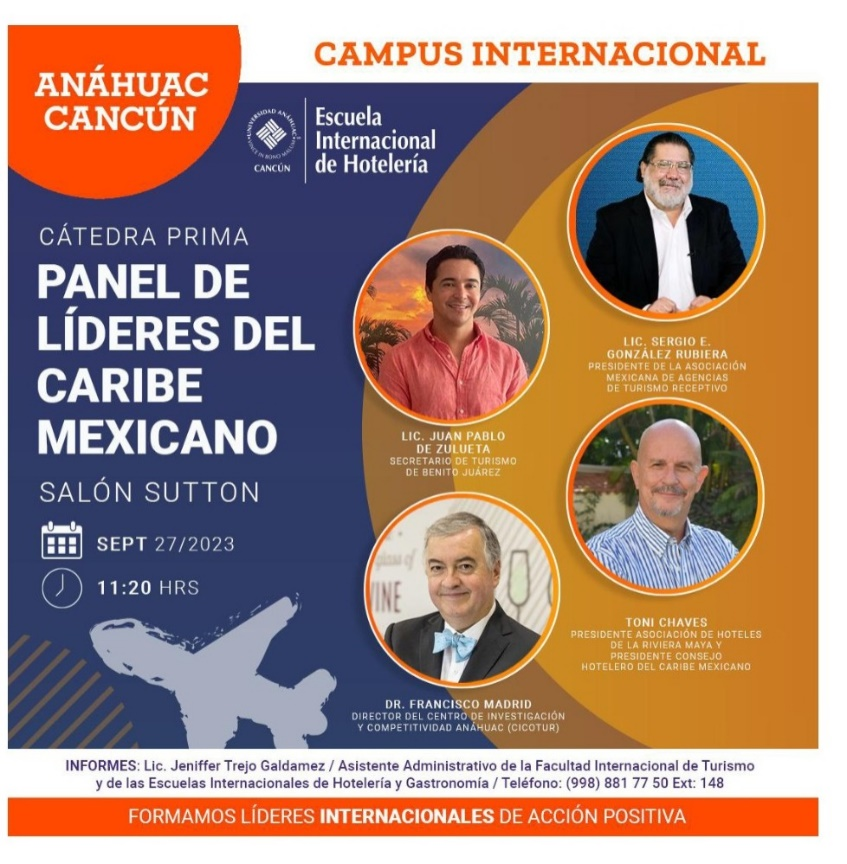 CAMPUS INTERNACIONAL
ANÁHUAC
CANCÚN
CANCÚN
Escuela
Internacional
de Hotelería
CÁTEDRA PRIMA
PANEL DE
LÍDERES DEL
CARIBE
MEXICANO
SALÓN SUTTON
SEPT 27/2023
11:20 HRS
LIC. SERGIO E.
GONZÁLEZ RUBIERA
PRESIDENTE DE LA ASOCIACIÓN
MEXICANA DE AGENCIAS
DE TURISMO RECEPTIVO
LIC. JUAN PABLO
DE ZULUETA
SECRETARIO DE TURISMO
DE BENITO JUÁREZ
TONI CHAVES
PRESIDENTE ASOCIACIÓN DE HOTELES
DE LA RIVIERA MAYA Y
PRESIDENTE CONSEJO
HOTELERO DEL CARIBE MEXICANO
VINE
DR. FRANCISCO MADRID
DIRECTOR DEL CENTRO DE INVESTIGACIÓN
Y COMPETITIVIDAD ANÁHUAC (CICOTUR)
INFORMES: Lic. Jeniffer Trejo Galdamez / Asistente Administrativo de la Facultad Internacional de Turismo
y de las Escuelas Internacionales de Hotelería y Gastronomía / Teléfono: (998) 881 77 50 Ext: 148
FORMAMOS LÍDERES INTERNACIONALES DE ACCIÓN POSITIVA